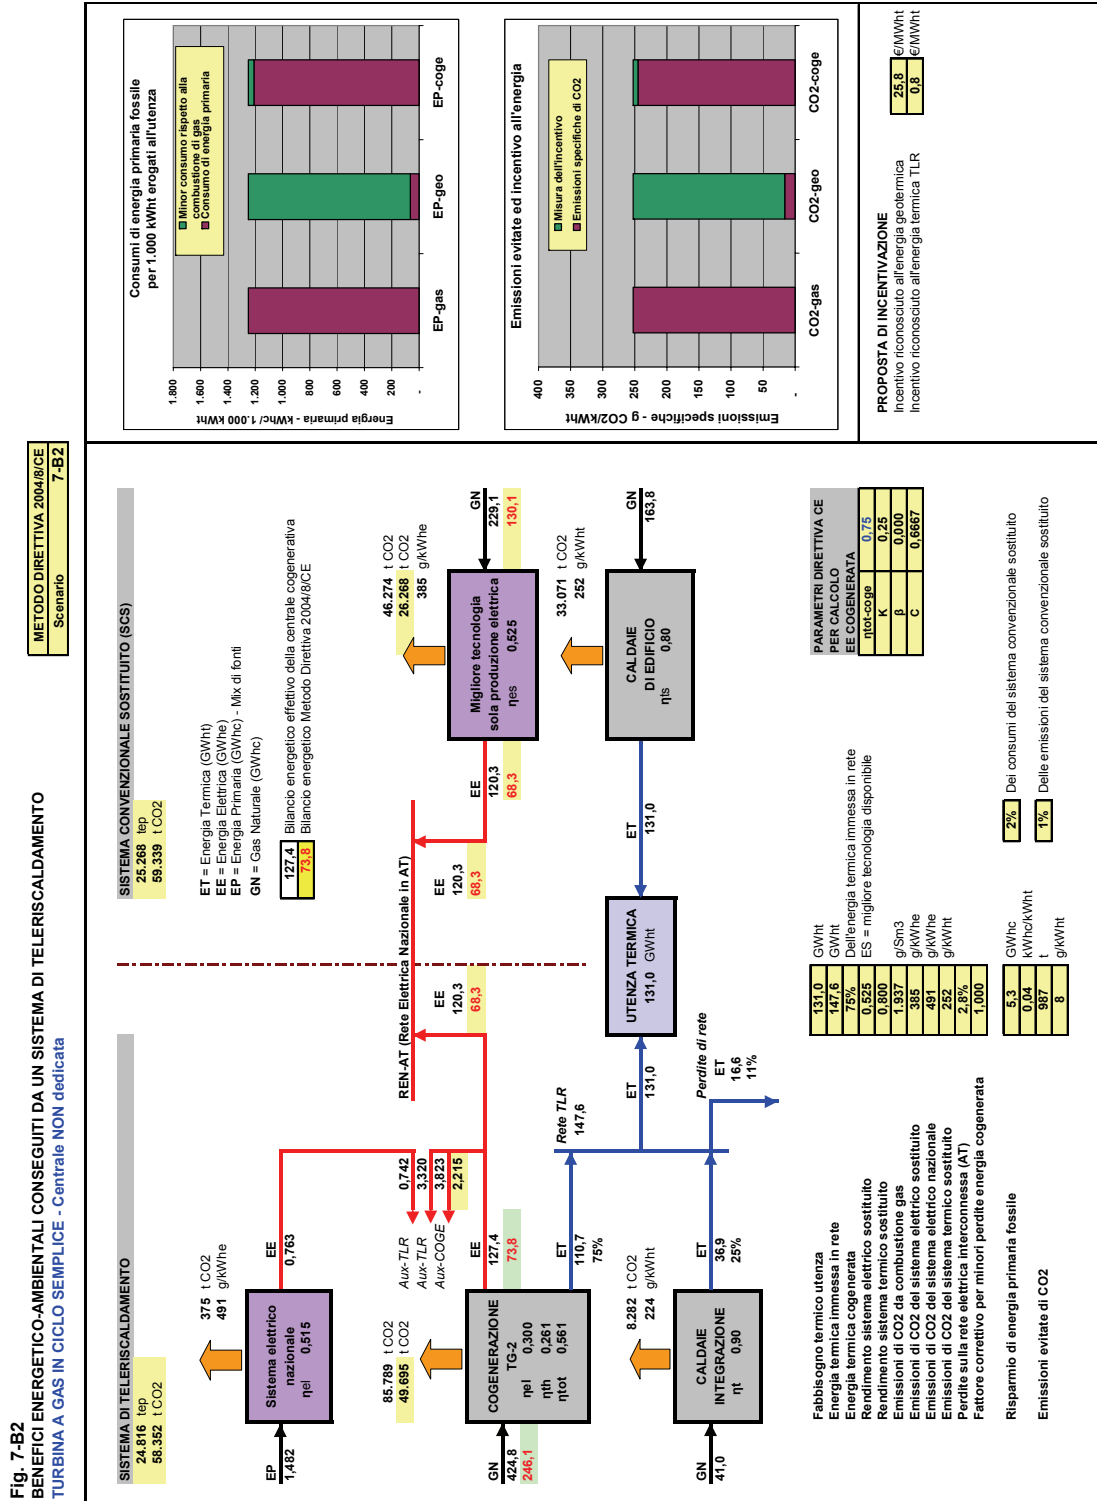 Fig. 7-B2
BENEFICI ENERGETICO-AMBIENTALI CONSEGUITI DA UN SISTEMA DI TELERISCALDAMENTO
TURBINA A GAS IN CICLO SEMPLICE - Centrale NON dedicata
METODO DIRETTIVA 2004/8/CE
Scenario 7-B2
SISTEMA DI TELERISCALDAMENTO
24.816 tep
58.352 t CO2
SISTEMA CONVENZIONALE SOSTITUITO (SCS)
25.268 tep
59.339 t CO2
ET = Energia Termica (GWht)
EE = Energia Elettrica (GWhe)
EP = Energia Primaria (GWhc) - Mix di fonti
GN = Gas Naturale (GWhc)
127,4 Bilancio energetico effettivo della centrale cogenerativa
73,8 Bilancio energetico Metodo Direttiva 2004/8/CE
375 t CO2
491 g/kWhe
EP
1,482
Sistema elettrico
nazionale
ηel 0,515
EE
0,763
Aux-TLR 0,742
Aux-TLR 3,320
Aux-COGE 3,823
2,215
REN-AT (Rete Elettrica Nazionale in AT)
EE
120,3
68,3
EE
120,3
68,3
EE
120,3
68,3
46.274 t CO2
26.268 t CO2
385 g/kWhe
Migliore tecnologia
sola produzione elettrica
ηes 0,525
GN
229,1
130,1
85.789 t CO2
49.695 t CO2
GN
424,8
246,1
COGENERAZIONE
TG-2
ηel 0,300
ηth 0,261
ηtot 0,561
EE
127,4
73,8
ET
110,7
75%
Rete TLR
147,6
ET
131,0
UTENZA TERMICA
131,0 GWht
ET
131,0
33.071 t CO2
252 g/kWht
CALDAIE
DI EDIFICIO
ηts 0,80
GN
163,8
8.282 t CO2
224 g/kWht
GN
41,0
CALDAIE
INTEGRAZIONE
ηt 0,90
ET
36,9
25%
Perdite di rete
ET
16,6
11%
Fabbisogno termico utenza 131,0 GWht
Energia termica immessa in rete 147,6 GWht
Energia termica cogenerata 75% Dell'energia termica immessa in rete
Rendimento sistema elettrico sostituito 0,525 ES = migliore tecnologia disponibile
Rendimento sistema termico sostituito 0,800
Emissioni di CO2 da combustione gas 1.937 g/Sm3
Emissioni di CO2 del sistema elettrico sostituito 385 g/kWhe
Emissioni di CO2 del sistema elettrico nazionale 491 g/kWhe
Emissioni di CO2 del sistema termico sostituito 252 g/kWht
Perdite sulla rete elettrica interconnessa (AT) 2,8%
Fattore correttivo per minori perdite energia cogenerata 1,000
Risparmio di energia primaria fossile 5,3 GWhc 2% Dei consumi del sistema convenzionale sostituito
0,04 kWhc/kWht
Emissioni evitate di CO2 987 t 1% Delle emissioni del sistema convenzionale sostituito
8 g/kWht
PARAMETRI DIRETTIVA CE
PER CALCOLO
EE COGENERATA
ηtot-coge 0,75
K 0,25
β 0,000
C 0,6667
Consumi di energia primaria fossile
per 1.000 kWht erogati all'utenza
Energia primaria - kWhc/ 1.000 kWht
1.800
1.600
1.400
1.200
1.000
800
600
400
200
-
Minor consumo rispetto alla
combustione di gas
Consumo di energia primaria
EP-gas EP-geo EP-coge
Emissioni evitate ed incentivo all'energia
Emissioni specifiche - g CO2/kWht
400
350
300
250
200
150
100
50
-
Misura dell'incentivo
Emissioni specifiche di CO2
CO2-gas CO2-geo CO2-coge
PROPOSTA DI INCENTIVAZIONE
Incentivo riconosciuto all'energia geotermica 25,8 €/MWht
Incentivo riconosciuto all'energia termica TLR 0,8 €/MWht